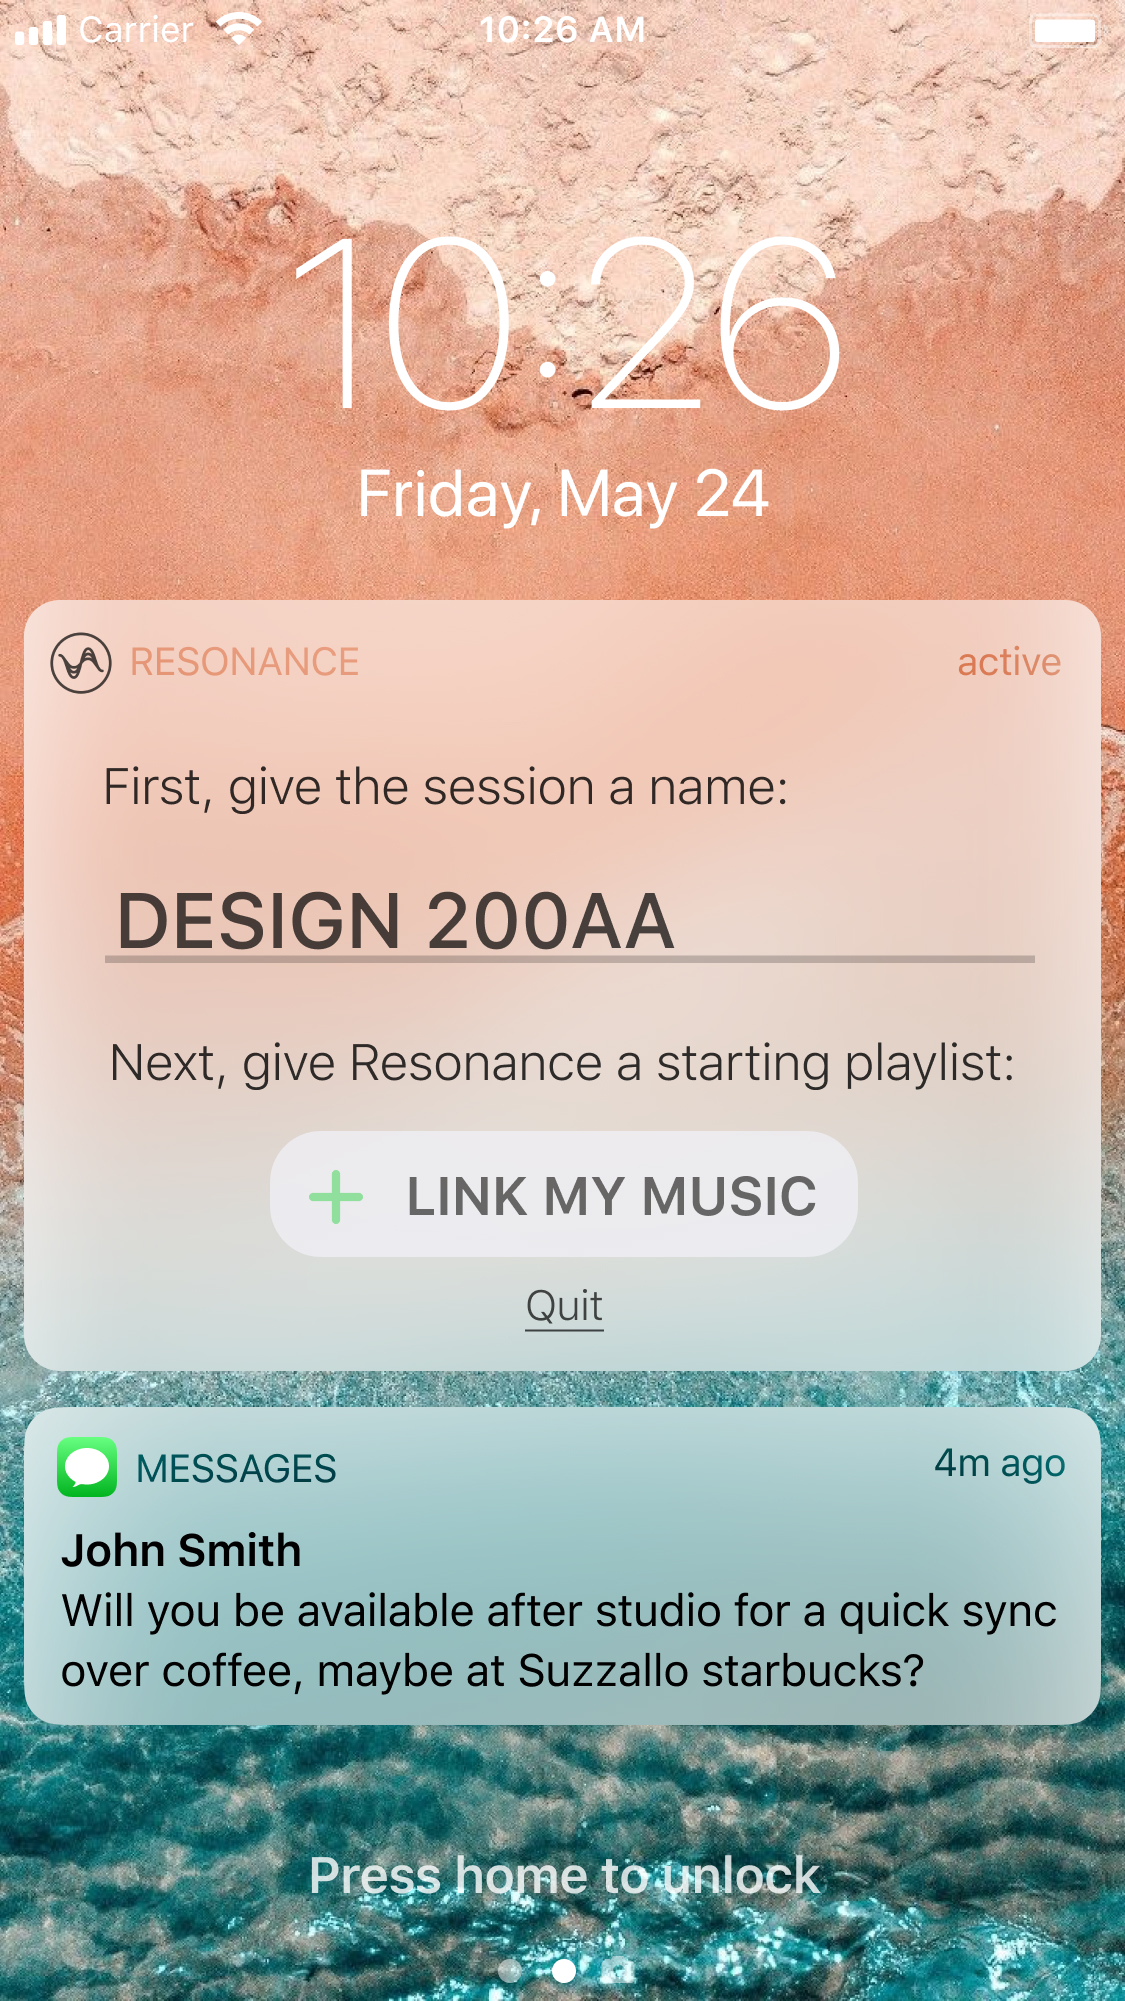 Carrier 10:26 AM
10:26
Friday, May 24
RESONANCE active
First, give the session a name:
DESIGN 200AA
Next, give Resonance a starting playlist:
LINK MY MUSIC
Quit
MESSAGES 4m ago
John Smith
Will you be available after studio for a quick sync
over coffee, maybe at Suzzallo starbucks?
Press home to unlock